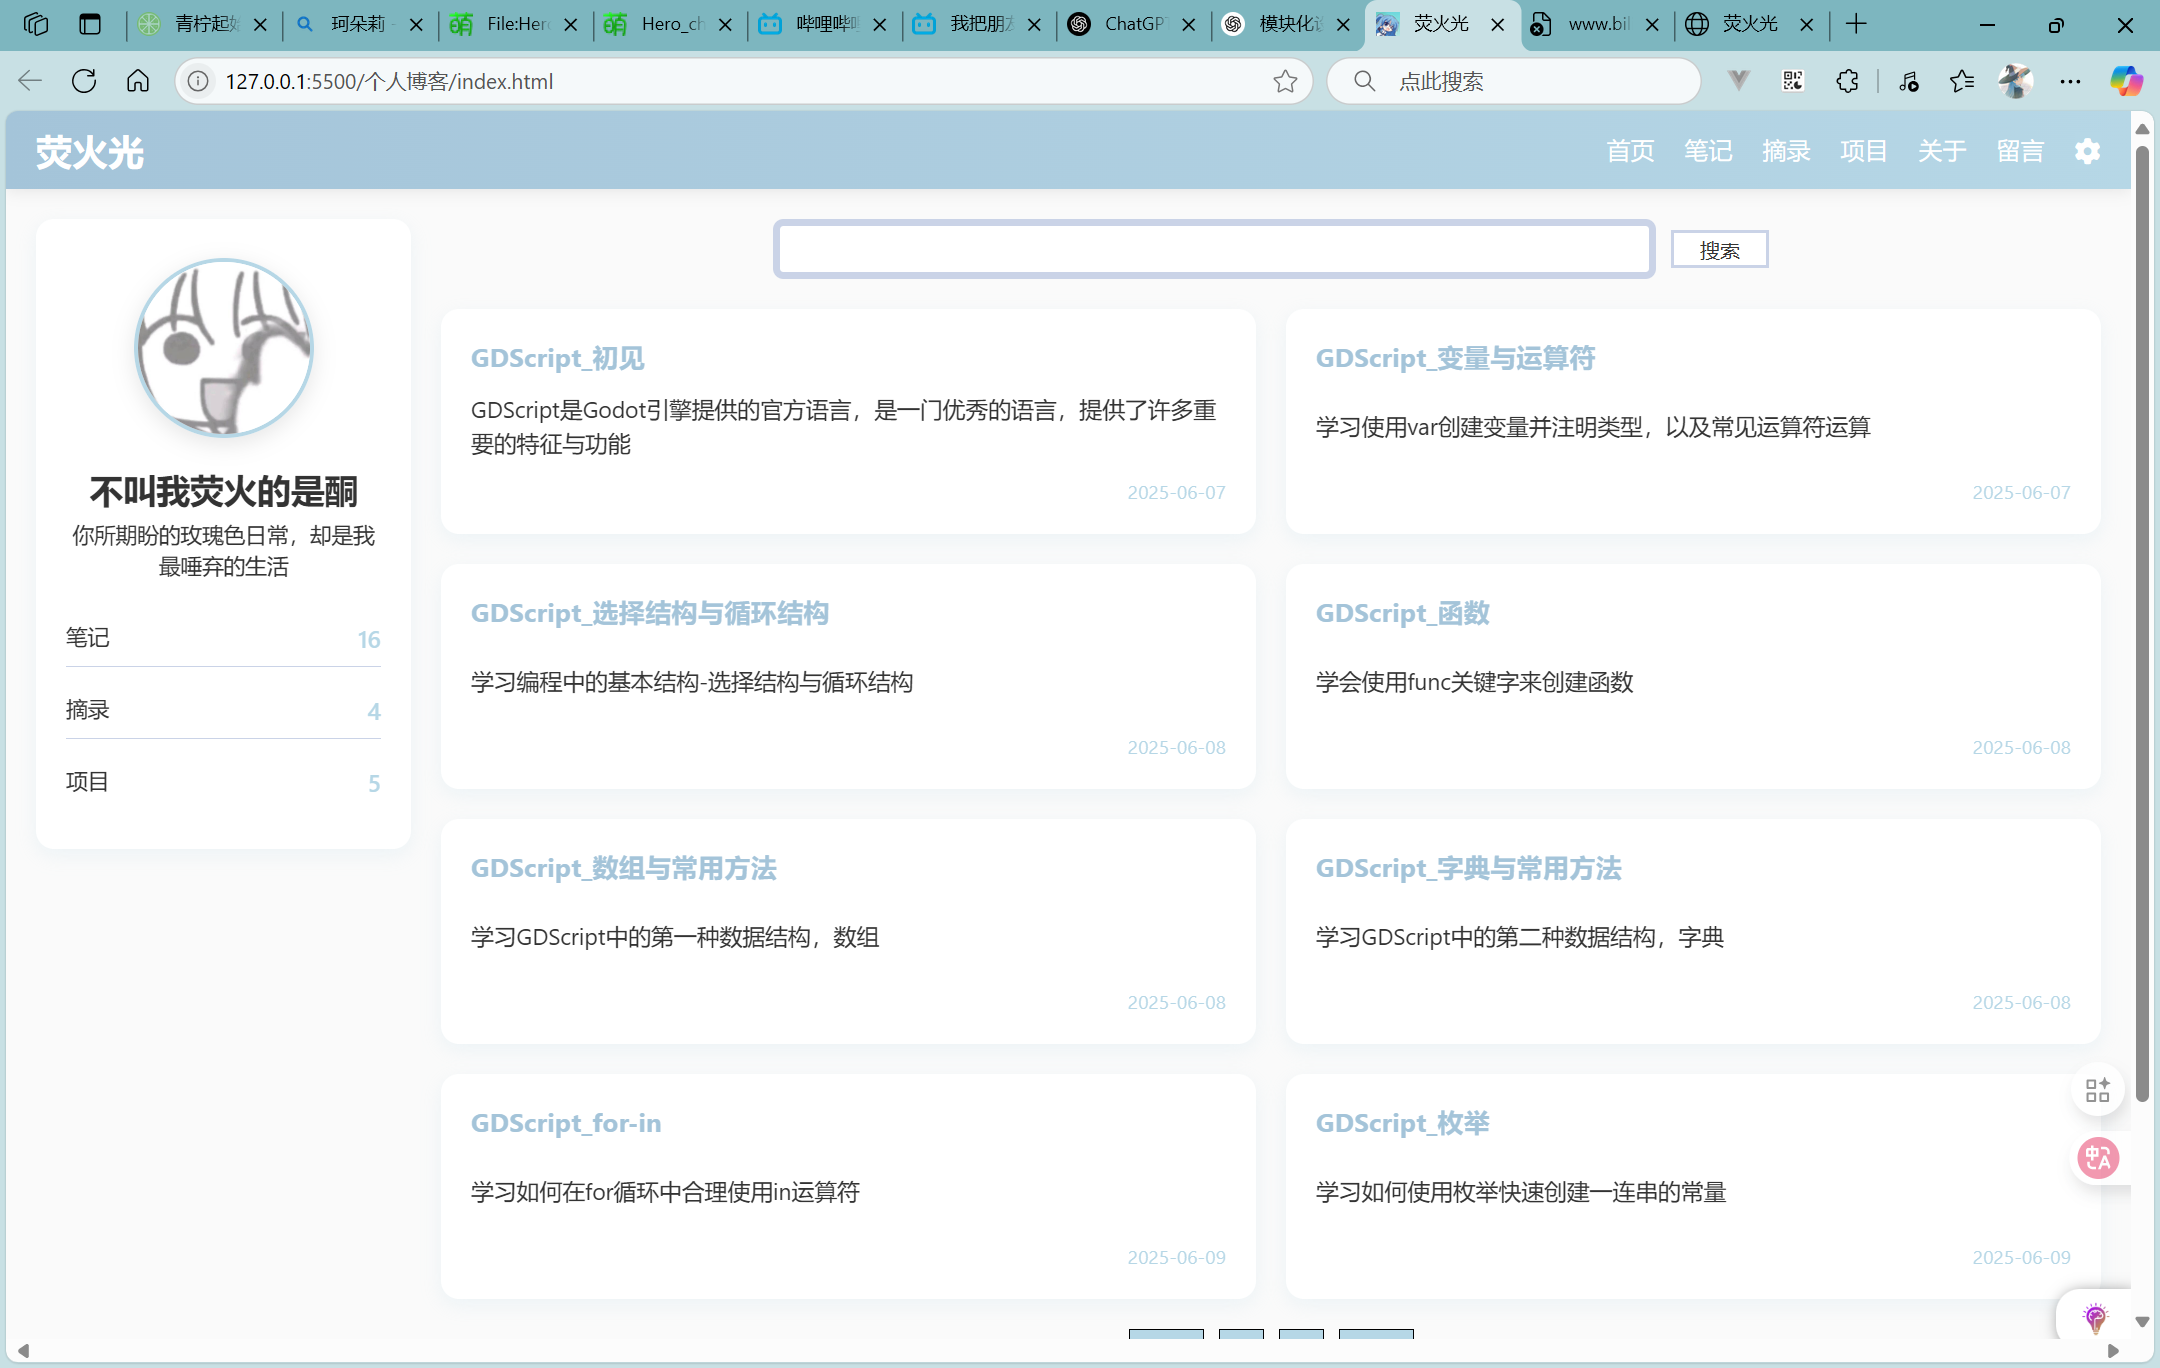 青柠起始
珂朵莉 -
File:Hero
Hero_ch
哔哩哔哩
我把朋友
ChatGPT
模块化设
荧火光
www.bil
荧火光
127.0.0.1:5500/个人博客/index.html
点此搜索
荧火光
首页 笔记 摘录 项目 关于 留言
搜索
不叫我荧火的是酮
你所期盼的玫瑰色日常，却是我
最唾弃的生活
笔记 16
摘录 4
项目 5
GDScript_初见
GDScript是Godot引擎提供的官方语言，是一门优秀的语言，提供了许多重
要的特征与功能
2025-06-07
GDScript_变量与运算符
学习使用var创建变量并注明类型，以及常见运算符运算
2025-06-07
GDScript_选择结构与循环结构
学习编程中的基本结构-选择结构与循环结构
2025-06-08
GDScript_函数
学会使用func关键字来创建函数
2025-06-08
GDScript_数组与常用方法
学习GDScript中的第一种数据结构，数组
2025-06-08
GDScript_字典与常用方法
学习GDScript中的第二种数据结构，字典
2025-06-08
GDScript_for-in
学习如何在for循环中合理使用in运算符
2025-06-09
GDScript_枚举
学习如何使用枚举快速创建一连串的常量
2025-06-09